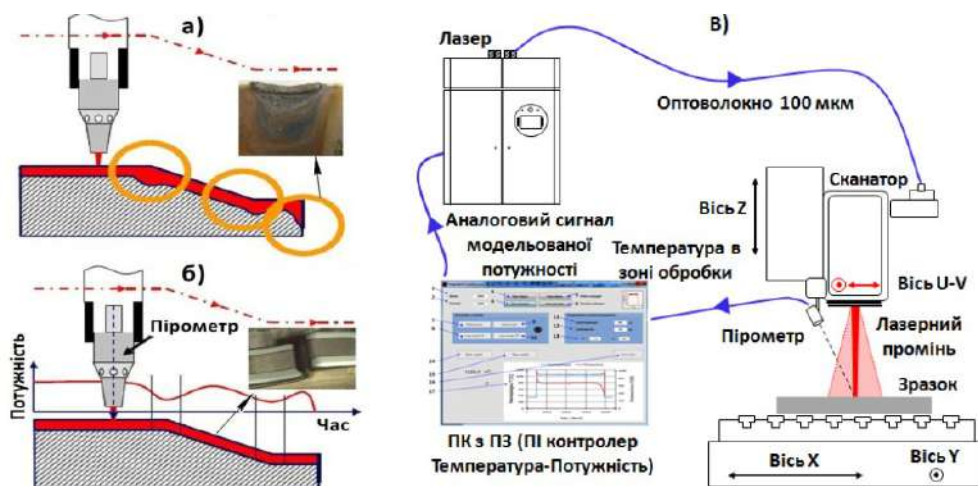 а)
б)
Пірометр
Потужність
Час
в)
Лазер
Оптоволокно 100 мкм
Сканатор
Вісь Z
Аналоговий сигнал
модельованої
потужності
Температура в
зоні обробки
Вісь U-V
Пірометр
Лазерний
промінь
Зразок
ПК з ПЗ (ПІ контролер
Температура-Потужність)
Вісь X
Вісь Y